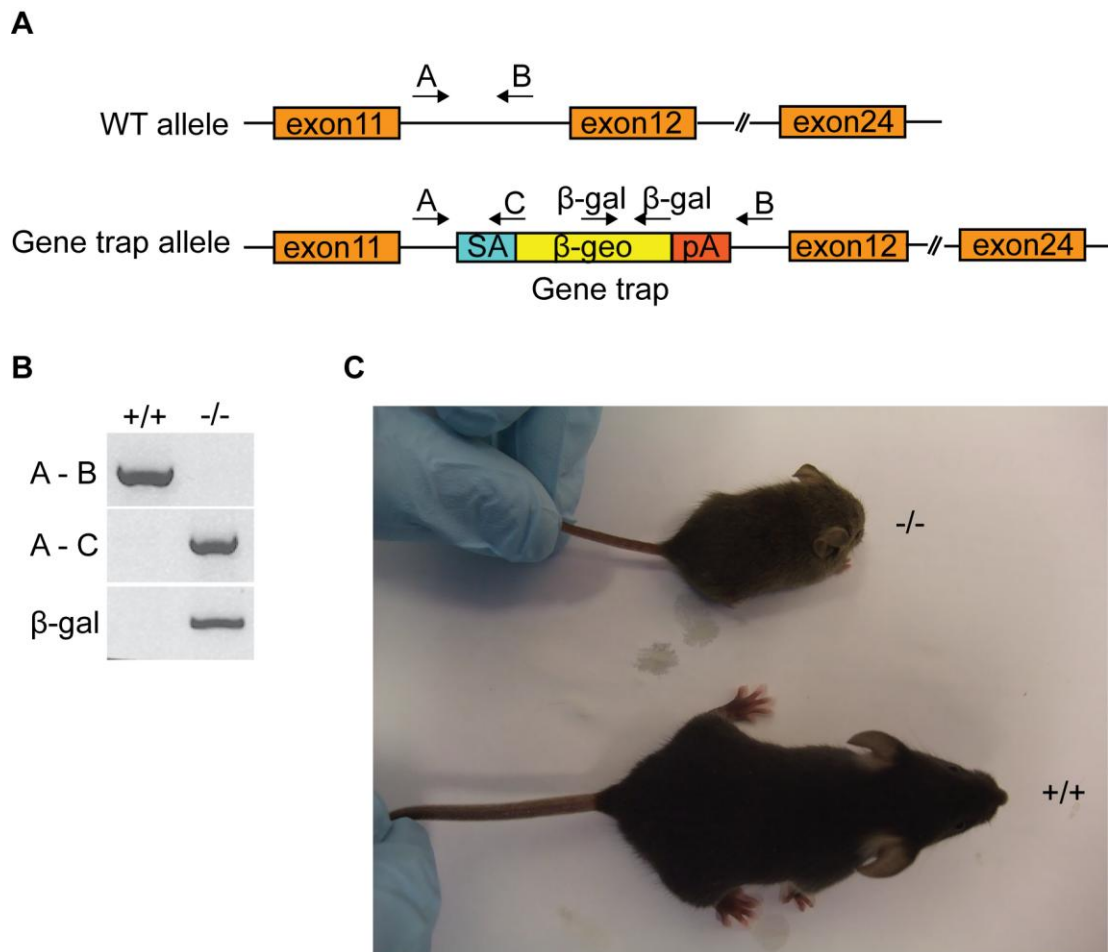 A
A B
WT allele exon11 exon12 // exon24
A C β-gal β-gal B
Gene trap allele exon11 SA β-geo pA exon12 // exon24
Gene trap
B
+/+ -/-
A - B
A - C
β-gal
C
-/-
+/+